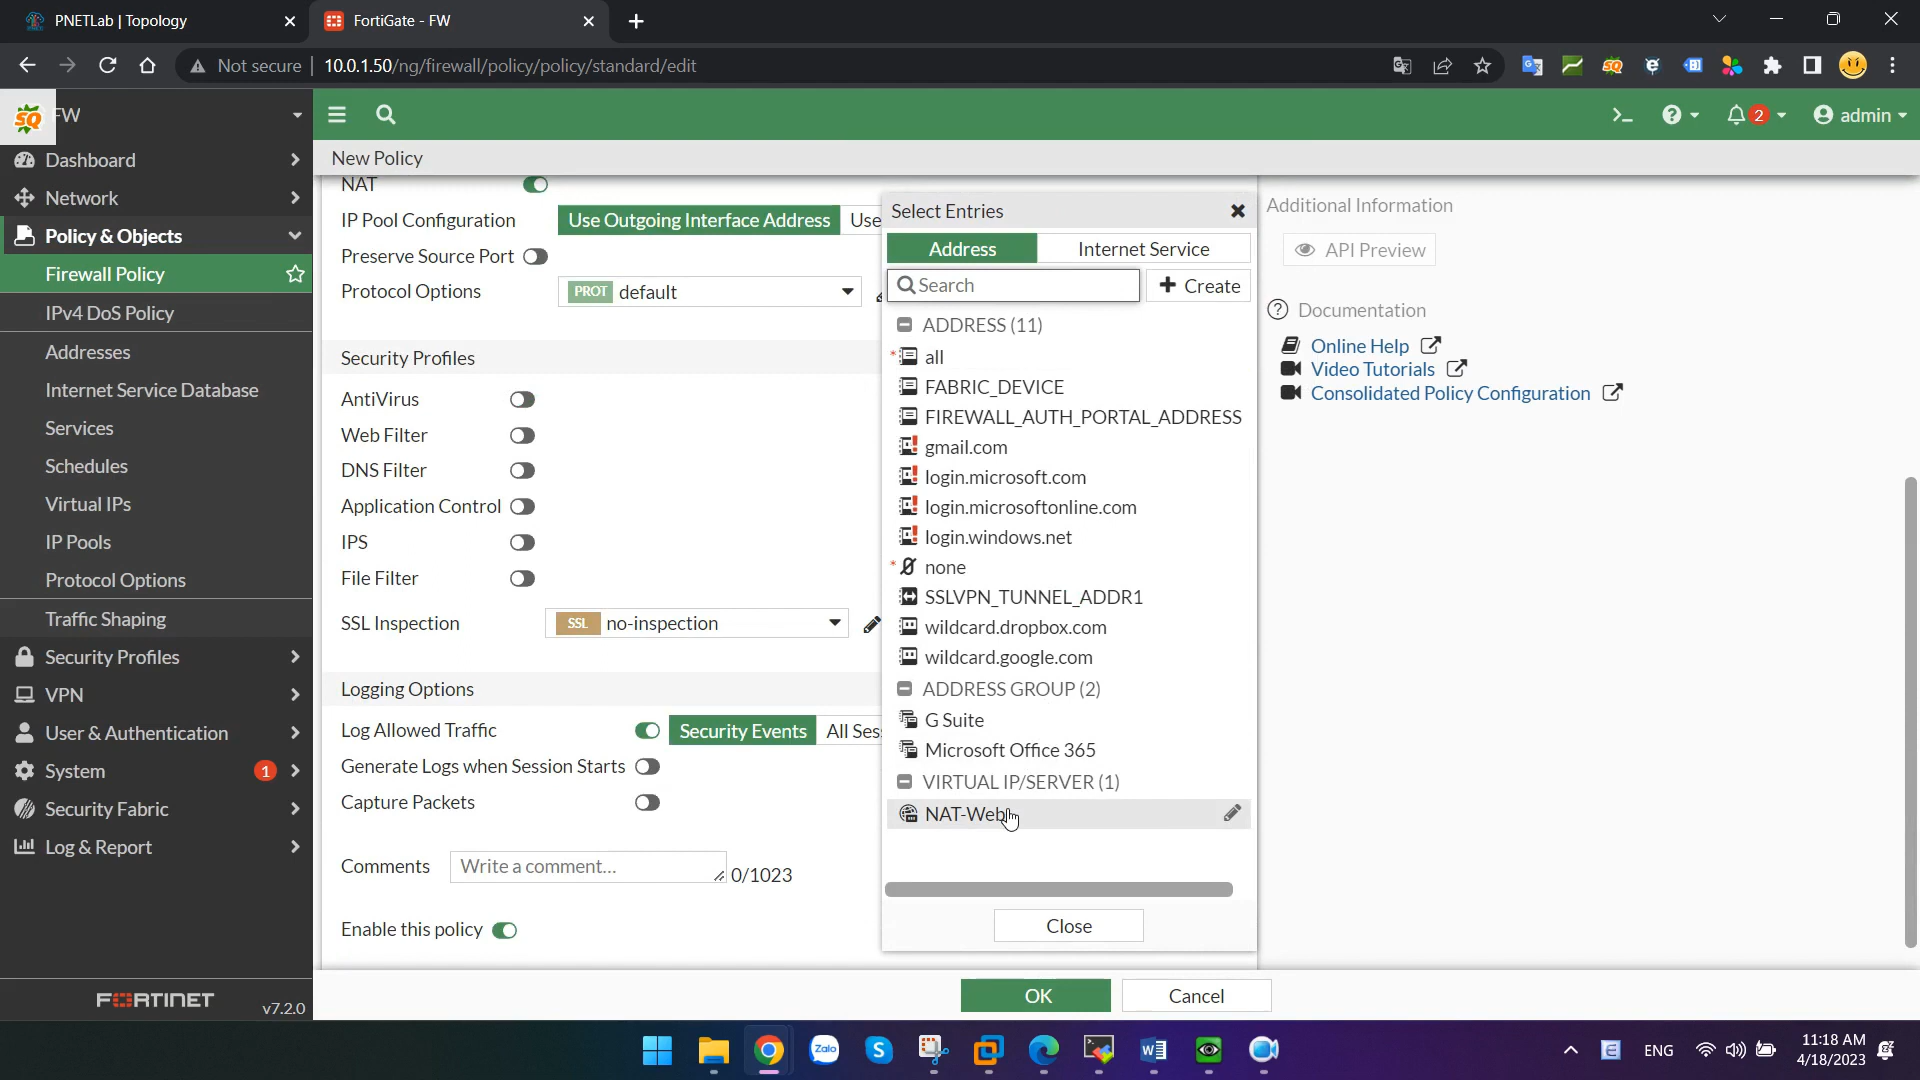 PNETLab | Topology
FortiGate - FW
Not secure
10.0.1.50/ng/firewall/policy/policy/standard/edit
SQ
FW
Dashboard
Network
Policy & Objects
Firewall Policy
IPv4 DoS Policy
Addresses
Internet Service Database
Services
Schedules
Virtual IPs
IP Pools
Protocol Options
Traffic Shaping
Security Profiles
VPN
User & Authentication
System 1
Security Fabric
Log & Report
FORTINET v7.2.0
2 admin
New Policy
NAT
IP Pool Configuration Use Outgoing Interface Address Use
Preserve Source Port
Protocol Options PROT default
Security Profiles
AntiVirus
Web Filter
DNS Filter
Application Control
IPS
File Filter
SSL Inspection SSL no-inspection
Logging Options
Log Allowed Traffic Security Events All Ses
Generate Logs when Session Starts
Capture Packets
Comments Write a comment... 0/1023
Enable this policy
OK Cancel
Select Entries
Address Internet Service
Search Create
ADDRESS (11)
all
FABRIC_DEVICE
FIREWALL_AUTH_PORTAL_ADDRESS
gmail.com
login.microsoft.com
login.microsoftonline.com
login.windows.net
none
SSLVPN_TUNNEL_ADDR1
wildcard.dropbox.com
wildcard.google.com
ADDRESS GROUP (2)
G Suite
Microsoft Office 365
VIRTUAL IP/SERVER (1)
NAT-Web
Close
Additional Information
API Preview
Documentation
Online Help
Video Tutorials
Consolidated Policy Configuration
Zalo
ENG
11:18 AM
4/18/2023